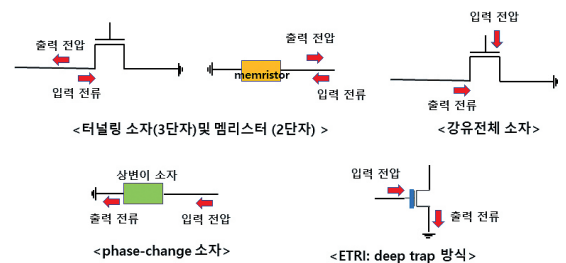 출력 전압
입력 전류
출력 전압
memristor
입력 전류
<터널링 소자(3단자)및 멤리스터 (2단자) >
입력 전압
출력 전류
<강유전체 소자>
상변이 소자
출력 전류
입력 전압
<phase-change 소자>
입력 전압
출력 전류
<ETRI: deep trap 방식>